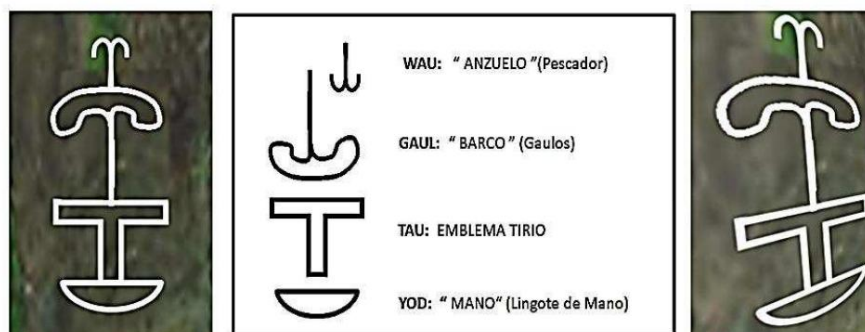 WAU: “ ANZUELO ”(Pescador)
GAUL: “ BARCO ” (Gaulos)
TAU: EMBLEMA TIRIO
YOD: “ MANO” (Lingote de Mano)